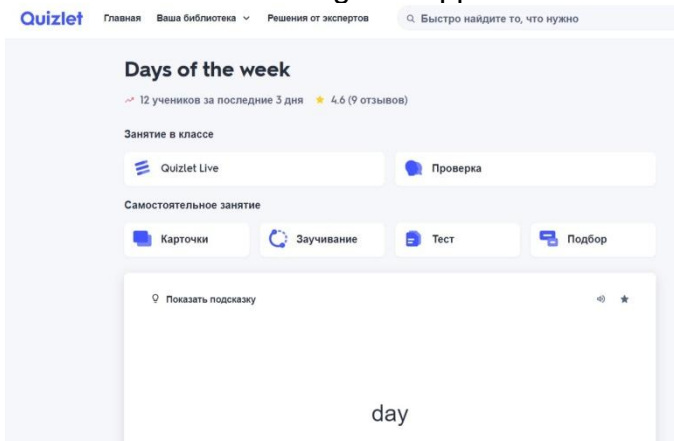 Quizlet Главная Ваша библиотека Решения от экспертов Быстро найдите то, что нужно
Days of the week
12 учеников за последние 3 дня 4.6 (9 отзывов)
Занятие в классе
Quizlet Live Проверка
Самостоятельное занятие
Карточки Заучивание Тест Подбор
Показать подсказку
day